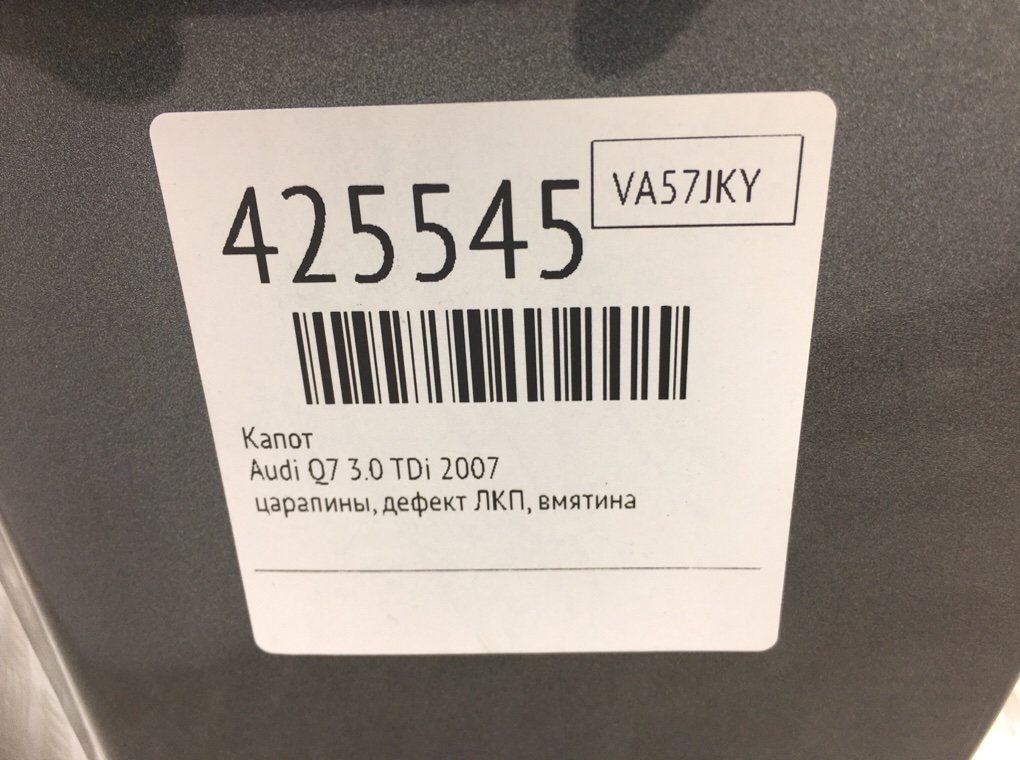 425545
VA57JKY
Капот
Audi Q7 3.0 TDi 2007
царапины, дефект ЛКП, вмятина